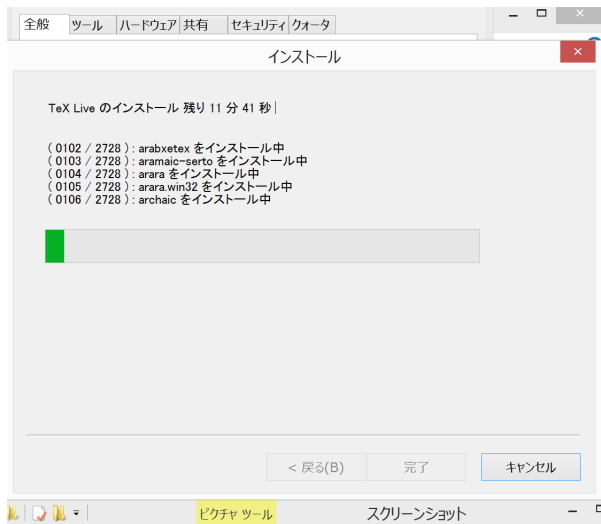 全般 ツール ハードウェア 共有 セキュリティ クォータ
インストール
TeX Live のインストール 残り 11 分 41 秒
( 0102 / 2728 ) : arabxetex をインストール中
( 0103 / 2728 ) : aramaic-serto をインストール中
( 0104 / 2728 ) : arara をインストール中
( 0105 / 2728 ) : arara.win32 をインストール中
( 0106 / 2728 ) : archaic をインストール中
< 戻る(B) 完了 キャンセル
ピクチャ ツール スクリーンショット